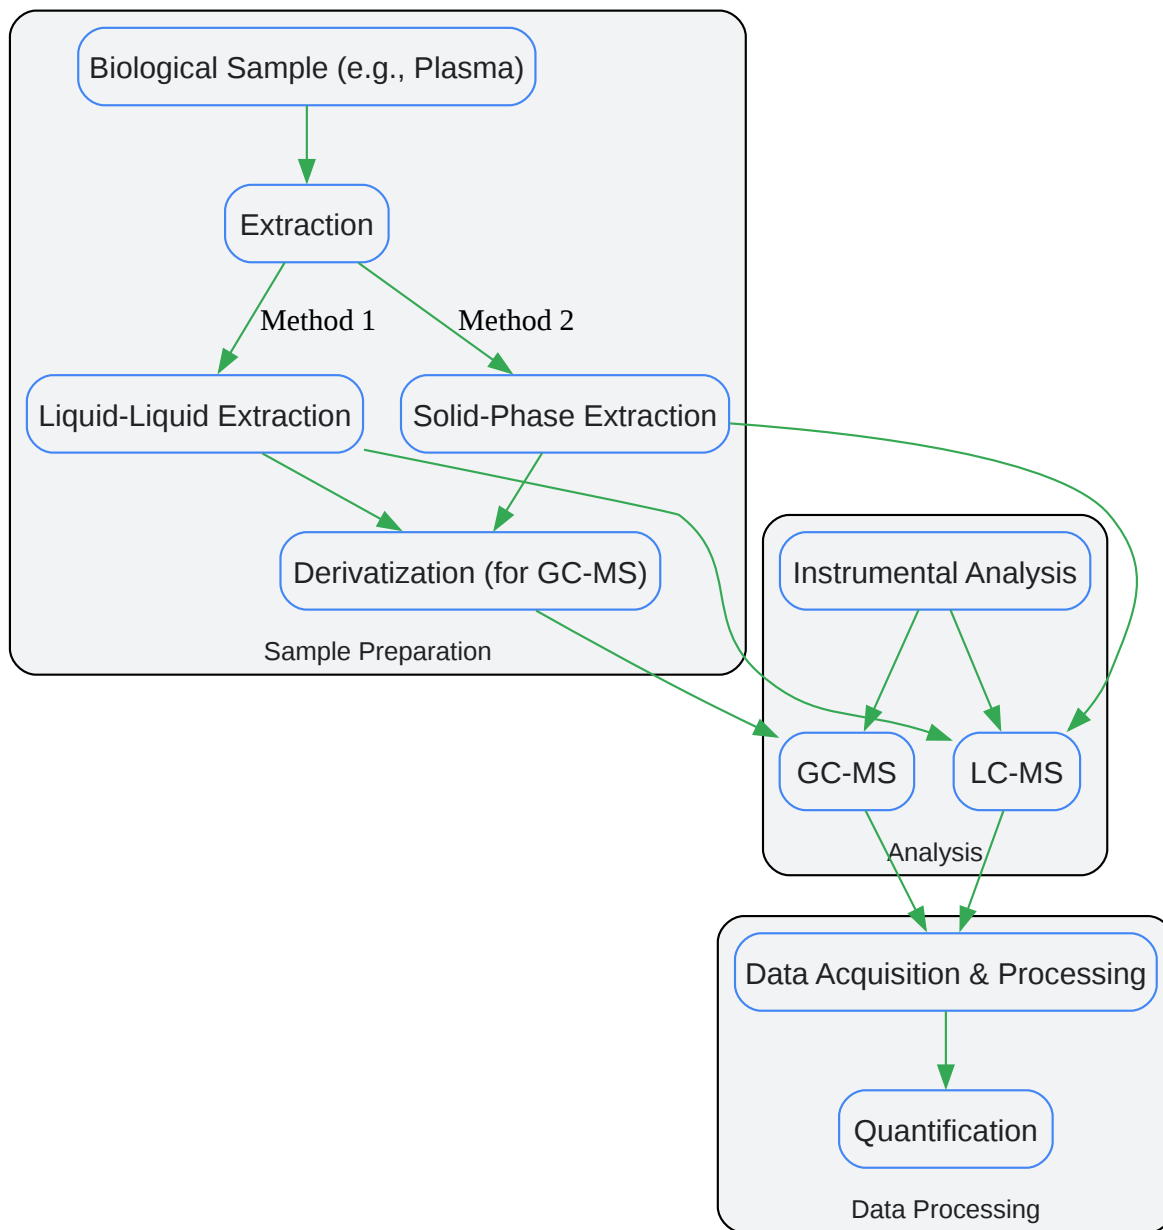 Biological Sample (e.g., Plasma)
Extraction
Method 1
Method 2
Liquid-Liquid Extraction
Solid-Phase Extraction
Derivatization (for GC-MS)
Instrumental Analysis
Sample Preparation
GC-MS
LC-MS
Analysis
Data Acquisition & Processing
Quantification
Data Processing